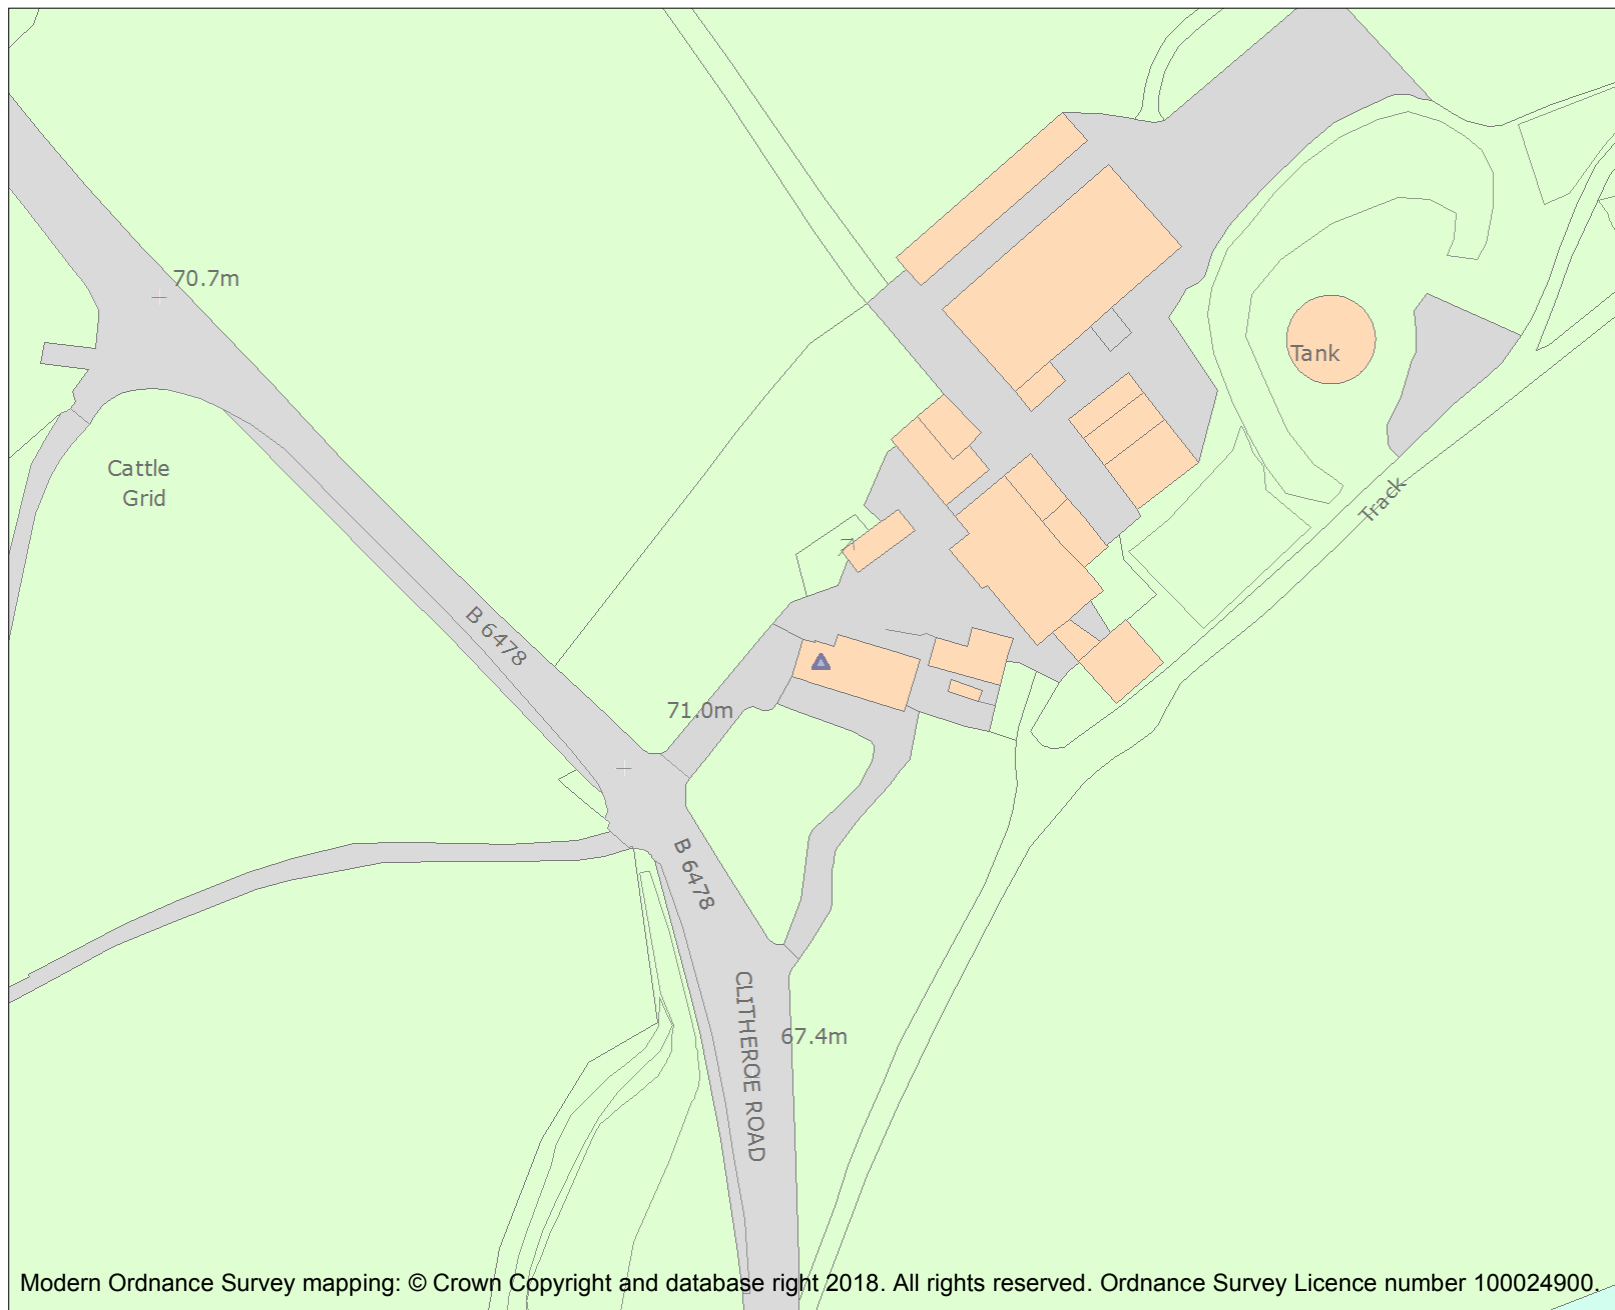 70.7m
Tank
Cattle
Grid
Track
B 6478
71.0m
B 6478
CLITHEROE ROAD
67.4m
Modern Ordnance Survey mapping: © Crown Copyright and database right 2018. All rights reserved. Ordnance Survey Licence number 100024900.